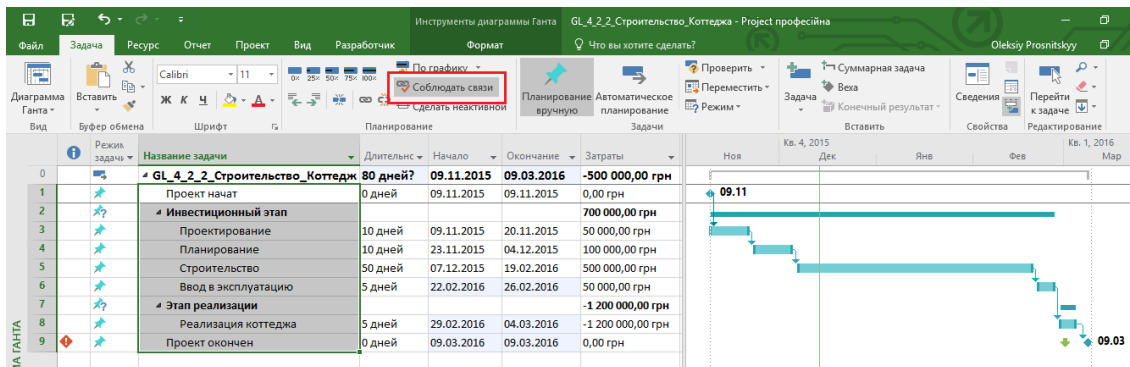 Инструменты диаграммы Ганта GL_4_2_2_Строительство_Коттеджа - Project професійна
Файл Задача Ресурс Отчет Проект Вид Разработчик Формат Что вы хотите сделать? Oleksiy Prosnitskyy
Диаграмма Ганта
Вид
Вставить
Буфер обмена
Calibri 11
Ж К Ч
Шрифт
0× 25× 50× 75× 100×
По графику
Соблюдать связи
Сделать неактивной
Планирование
Планирование вручную
Автоматическое планирование
Проверить
Переместить
Режим
Задачи
Задача
Суммарная задача
Веха
Конечный результат
Вставить
Сведения
Свойства
Перейти к задаче
Редактирование
Режим задачи Название задачи Длительнс Начало Окончание Затраты
Кв. 4, 2015 Кв. 1, 2016
Ноя Дек Янв Фев Мар
0 GL_4_2_2_Строительство_Коттедж 80 дней? 09.11.2015 09.03.2016 -500 000,00 грн
1 Проект начат 0 дней 09.11.2015 09.11.2015 0,00 грн 09.11
2 Инвестиционный этап 700 000,00 грн
3 Проектирование 10 дней 09.11.2015 20.11.2015 50 000,00 грн
4 Планирование 10 дней 23.11.2015 04.12.2015 100 000,00 грн
5 Строительство 50 дней 07.12.2015 19.02.2016 500 000,00 грн
6 Ввод в эксплуатацию 5 дней 22.02.2016 26.02.2016 50 000,00 грн
7 Этап реализации -1 200 000,00 грн
8 Реализация коттеджа 5 дней 29.02.2016 04.03.2016 -1 200 000,00 грн
9 Проект окончен 0 дней 09.03.2016 09.03.2016 0,00 грн 09.03
МА ГАНТА